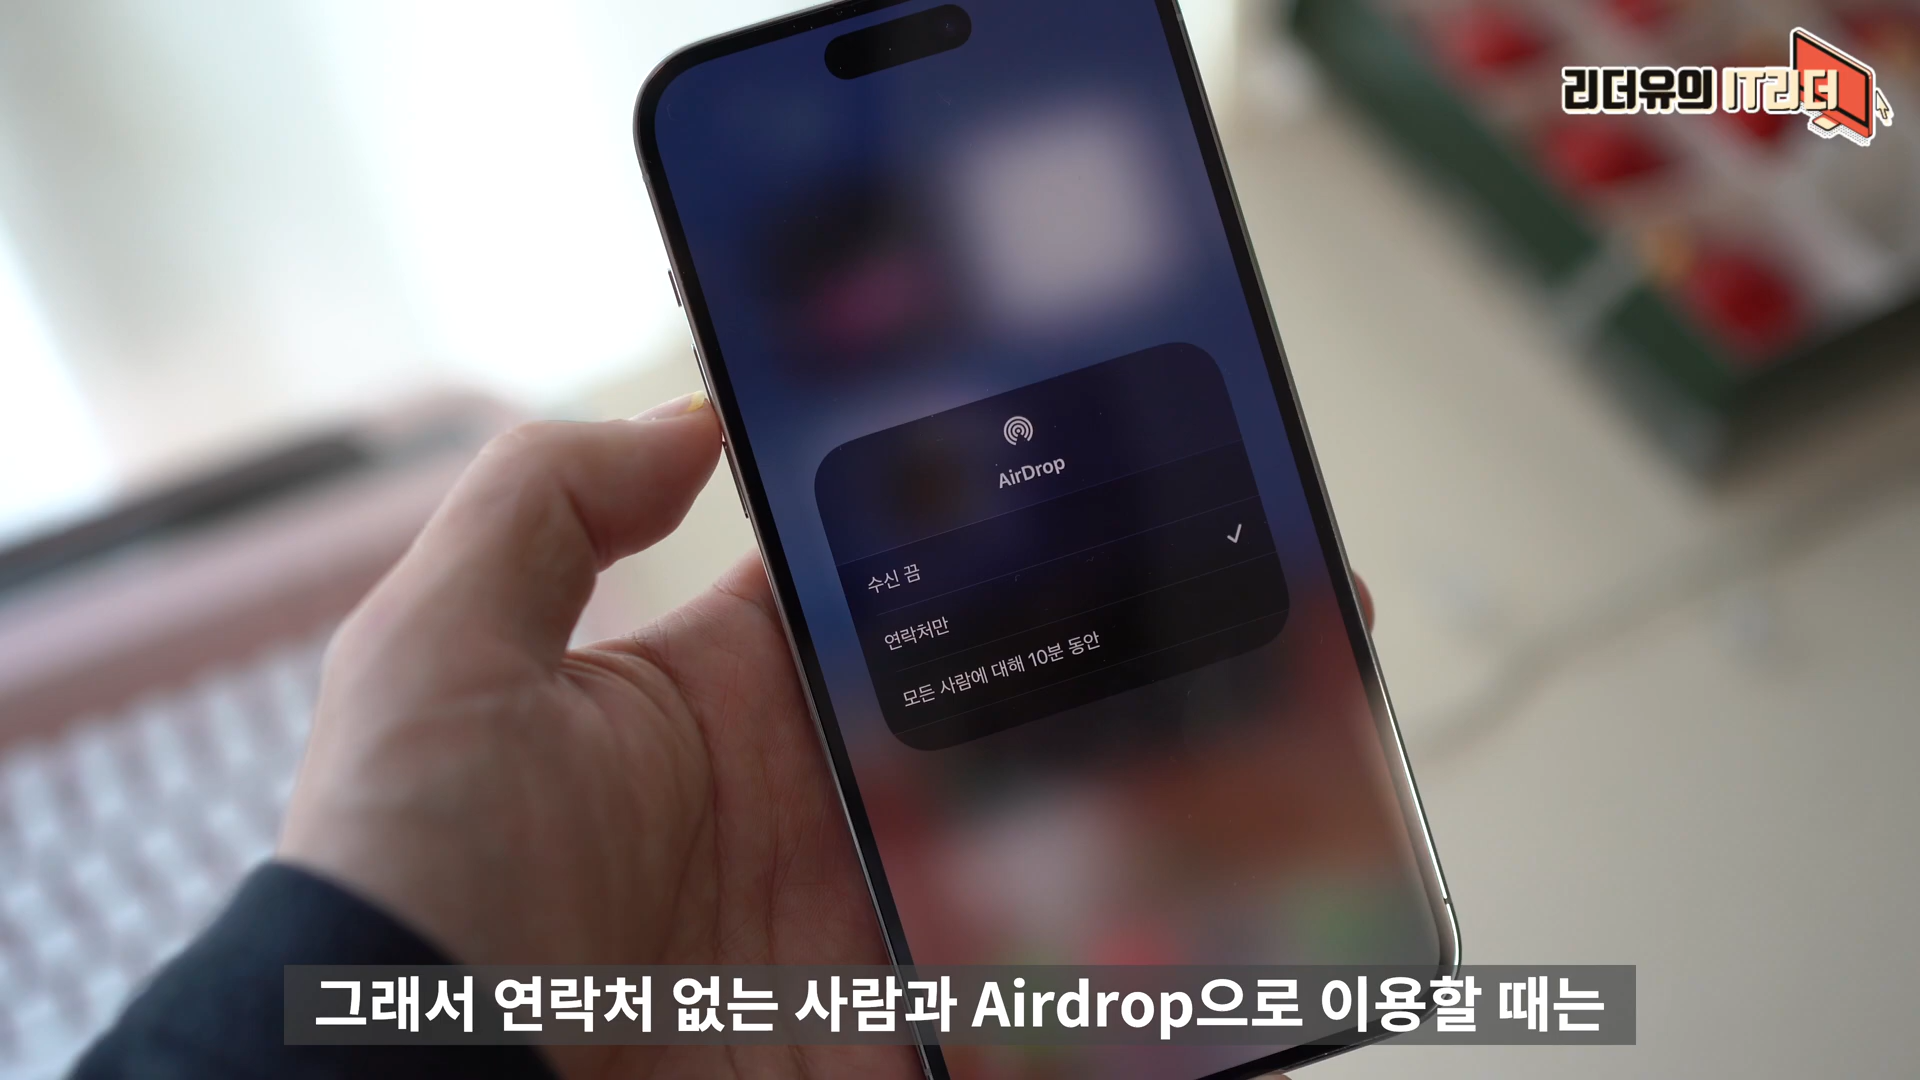 리더유의 IT리더
AirDrop
수신 끔
연락처만
모든 사람에 대해 10분 동안
그래서 연락처 없는 사람과 Airdrop으로 이용할 때는